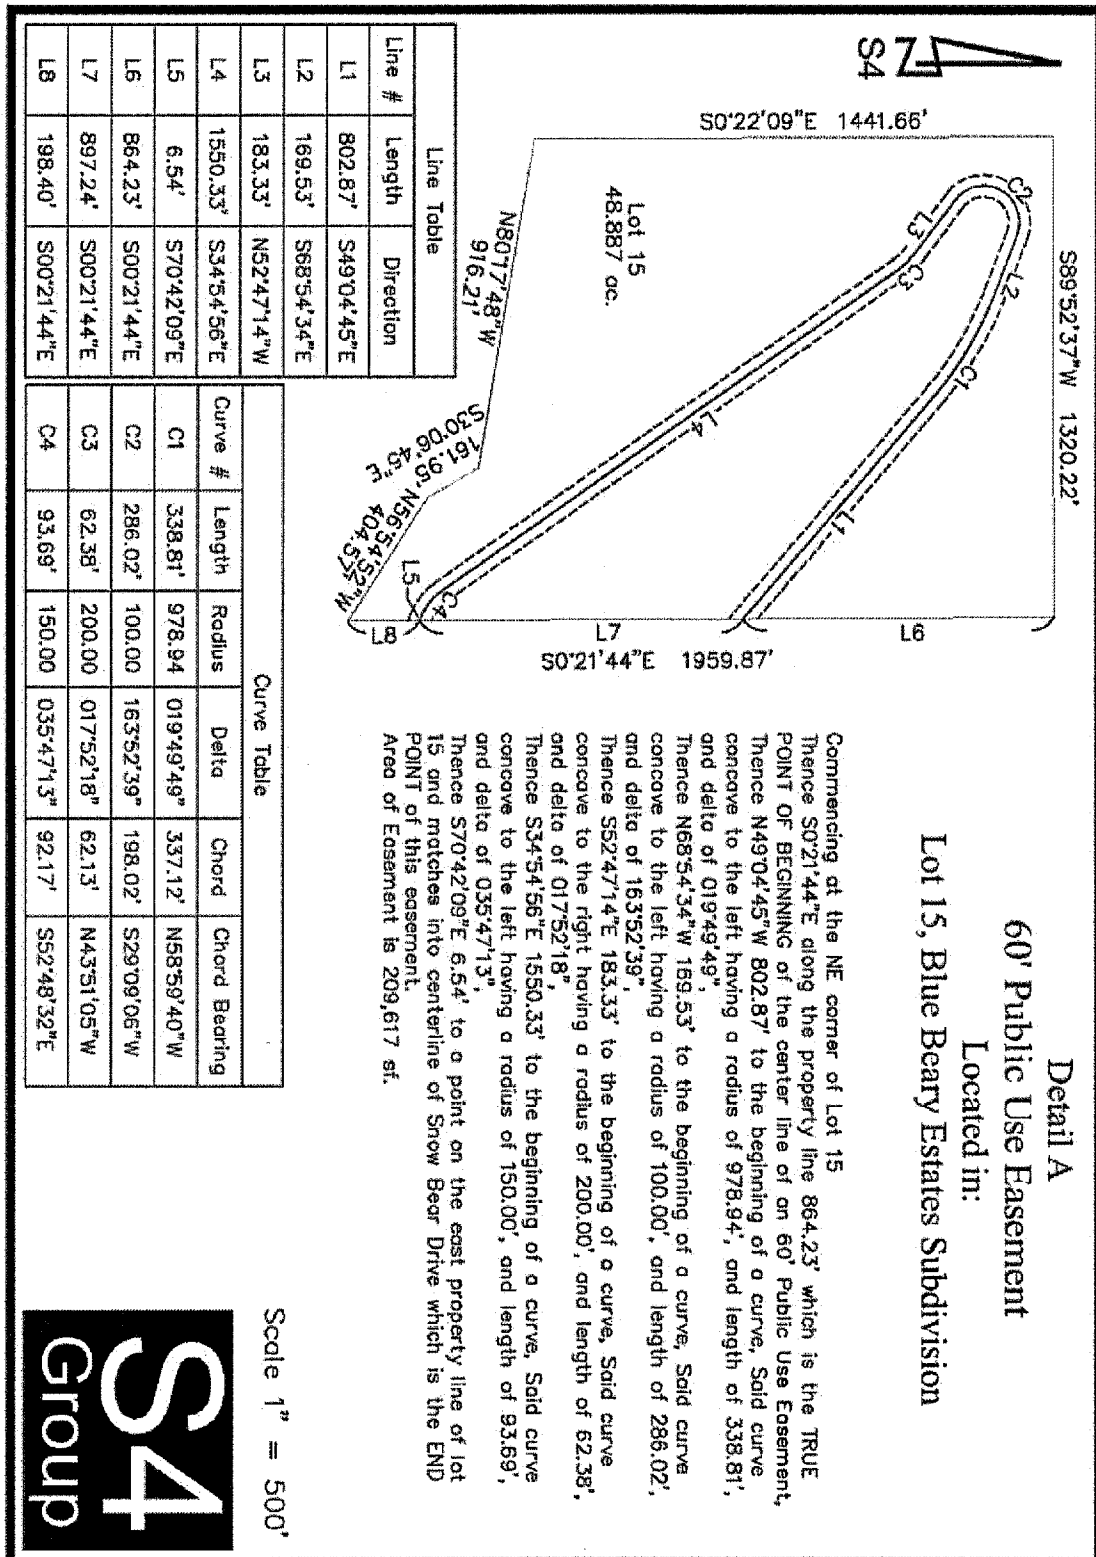 Detail A
60' Public Use Easement
Located in:
Lot 15, Blue Beary Estates Subdivision
S4
S89°52'37"W 1320.22'
S0°22'09"E 1441.66'
C2
L2
C1
L3
C3
Lot 15
48.887 ac.
L1
L4
L6
N80°17'48"W
916.21'
S30°06'45"E
161.95'
N56°54'52"W
404.57'
L5
C4
L7
L8
S0°21'44"E 1959.87'
Commencing at the NE corner of Lot 15
Thence S0°21'44"E along the property line 864.23' which is the TRUE
POINT OF BEGINNING of the center line of an 60' Public Use Easement,
Thence N49°04'45"W 802.87' to the beginning of a curve, Said curve
concave to the left having a radius of 978.94', and length of 338.81',
and delta of 019°49'49",
Thence N68°54'34"W 169.53' to the beginning of a curve, Said curve
concave to the left having a radius of 100.00', and length of 286.02',
and delta of 163°52'39",
Thence S52°47'14"E 183.33' to the beginning of a curve, Said curve
concave to the right having a radius of 200.00', and length of 62.38',
and delta of 017°52'18",
Thence S34°54'56"E 1550.33' to the beginning of a curve, Said curve
concave to the left having a radius of 150.00', and length of 93.69',
and delta of 035°47'13",
Thence S70°42'09"E 6.54' to a point on the east property line of lot
15 and matches into centerline of Snow Bear Drive which is the END
POINT of this easement.
Area of Easement is 209,617 sf.
Line Table
Line # Length Direction
L1 802.87' S49°04'45"E
L2 169.53' S68°54'34"E
L3 183.33' N52°47'14"W
L4 1550.33' S34°54'56"E
L5 6.54' S70°42'09"E
L6 864.23' S00°21'44"E
L7 897.24' S00°21'44"E
L8 198.40' S00°21'44"E
Curve Table
Curve # Length Radius Delta Chord Chord Bearing
C1 338.81' 978.94 019°49'49" 337.12' N58°59'40"W
C2 286.02' 100.00 163°52'39" 198.02' S29°09'06"W
C3 62.38' 200.00 017°52'18" 62.13' N43°51'05"W
C4 93.69' 150.00 035°47'13" 92.17' S52°48'32"E
Scale 1" = 500'
S4
Group